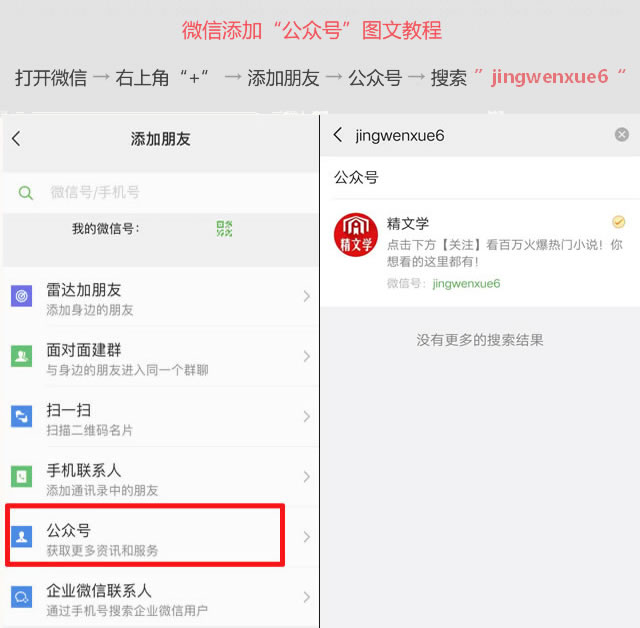 微信添加“公众号”图文教程
打开微信→右上角“+”→添加朋友→公众号→搜索”jingwenxue6“
添加朋友
微信号/手机号
我的微信号:
雷达加朋友
添加身边的朋友
面对面建群
与身边的朋友进入同一个群聊
扫一扫
扫描二维码名片
手机联系人
添加通讯录中的朋友
公众号
获取更多资讯和服务
企业微信联系人
通过手机号搜索企业微信用户
jingwenxue6
公众号
精文学
精文学
点击下方【关注】看百万火爆热门小说！你
想看的这里都有！
微信号: jingwenxue6
没有更多的搜索结果